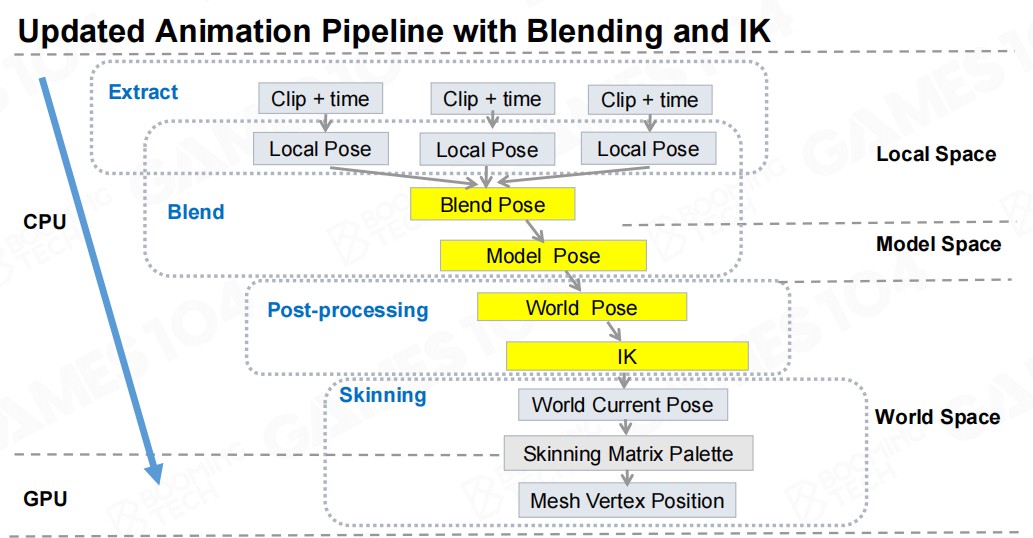 Updated Animation Pipeline with Blending and IK
Extract
Clip + time
Clip + time
Clip + time
Local Pose
Local Pose
Local Pose
Local Space
Blend
Blend Pose
CPU
Model Space
Model Pose
Post-processing
World Pose
IK
Skinning
World Current Pose
World Space
Skinning Matrix Palette
GPU
Mesh Vertex Position
GAMES 104
BOOMING TECH